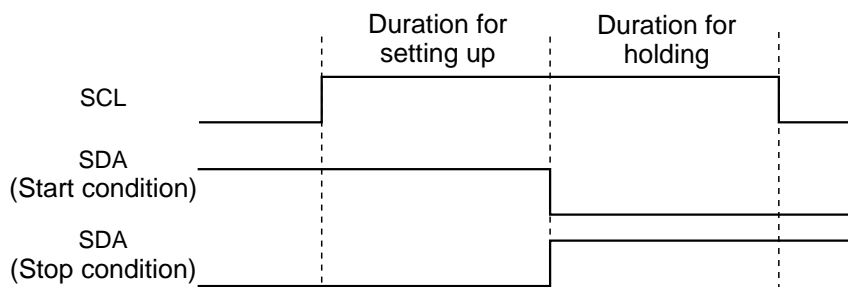 Duration for
setting up
Duration for
holding
SCL
SDA
(Start condition)
SDA
(Stop condition)